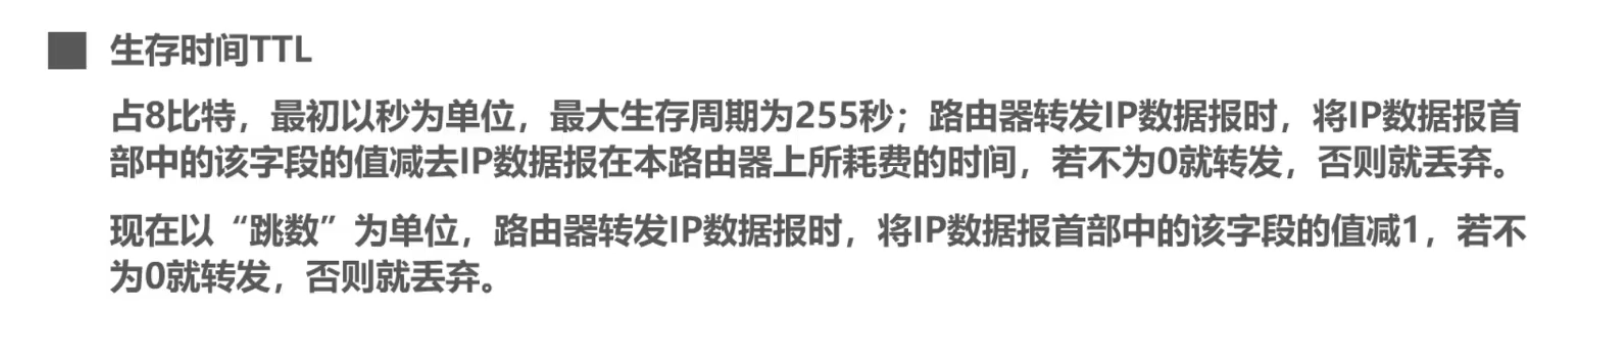 生存时间TTL
占8比特，最初以秒为单位，最大生存周期为255秒；路由器转发IP数据报时，将IP数据报首
部中的该字段的值减去IP数据报在本路由器上所耗费的时间，若不为0就转发，否则就丢弃。
现在以“跳数”为单位，路由器转发IP数据报时，将IP数据报首部中的该字段的值减1，若不
为0就转发，否则就丢弃。